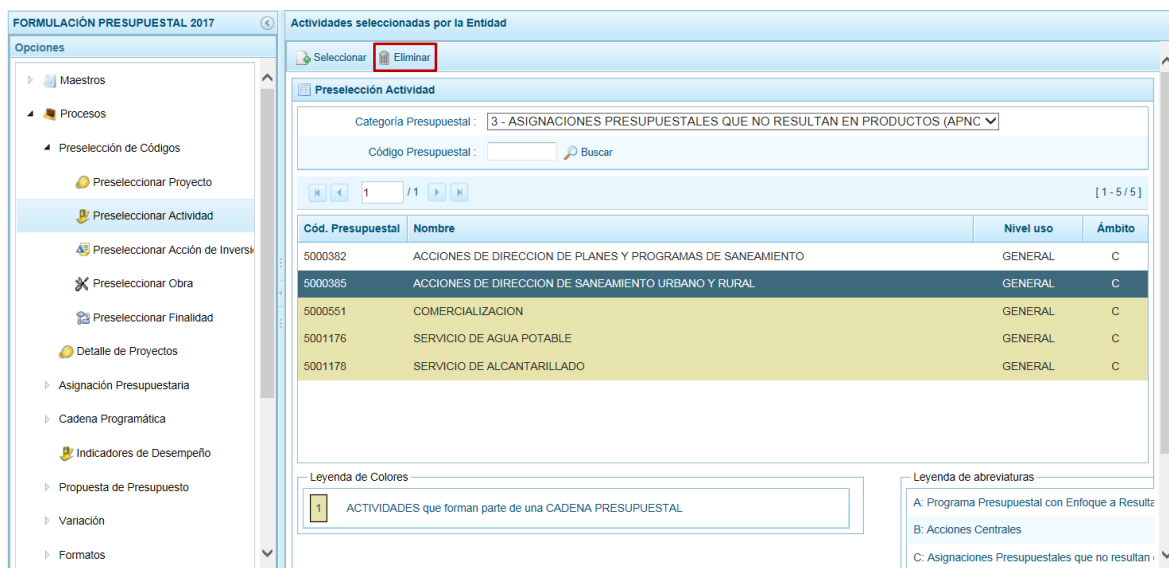 FORMULACIÓN PRESUPUESTAL 2017
Opciones
Maestros
Procesos
Preselección de Códigos
Preseleccionar Proyecto
Preseleccionar Actividad
Preseleccionar Acción de Inversi
Preseleccionar Obra
Preseleccionar Finalidad
Detalle de Proyectos
Asignación Presupuestaria
Cadena Programática
Indicadores de Desempeño
Propuesta de Presupuesto
Variación
Formatos
Actividades seleccionadas por la Entidad
Seleccionar Eliminar
Preselección Actividad
Categoría Presupuestal : 3 - ASIGNACIONES PRESUPUESTALES QUE NO RESULTAN EN PRODUCTOS (APNC
Código Presupuestal : Buscar
1 / 1 [ 1 - 5 / 5 ]
Cód. Presupuestal Nombre Nivel uso Ámbito
5000382 ACCIONES DE DIRECCION DE PLANES Y PROGRAMAS DE SANEAMIENTO GENERAL C
5000385 ACCIONES DE DIRECCION DE SANEAMIENTO URBANO Y RURAL GENERAL C
5000551 COMERCIALIZACION GENERAL C
5001176 SERVICIO DE AGUA POTABLE GENERAL C
5001178 SERVICIO DE ALCANTARILLADO GENERAL C
Leyenda de Colores
1 ACTIVIDADES que forman parte de una CADENA PRESUPUESTAL
Leyenda de abreviaturas
A: Programa Presupuestal con Enfoque a Resulta
B: Acciones Centrales
C: Asignaciones Presupuestales que no resultan